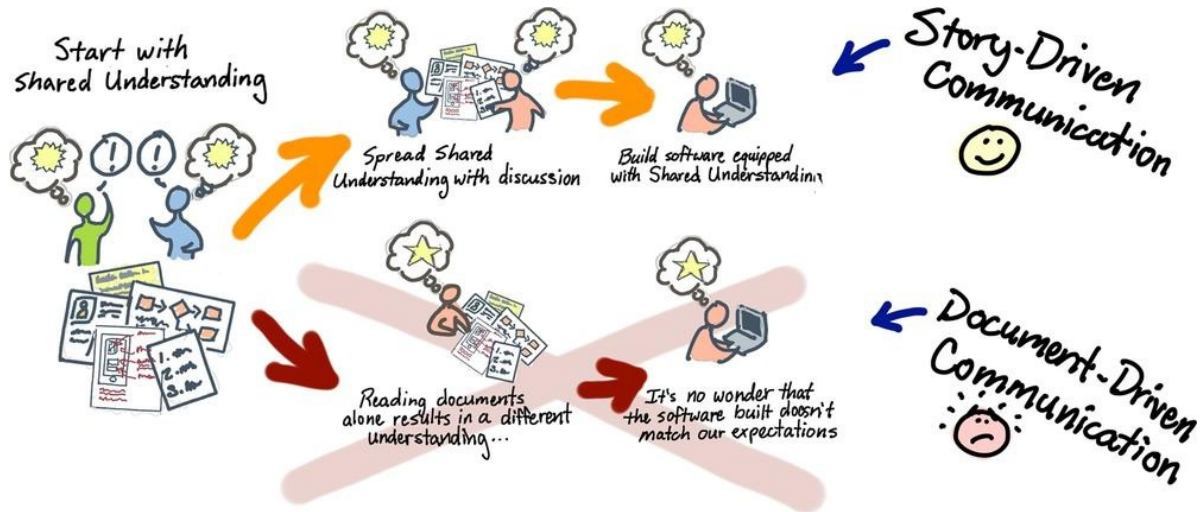 Start with
Shared Understanding
! !
Spread Shared
Understanding with discussion
Build software equipped
with Shared Understanding
Story-Driven
Communication
1.
2.
3.
Reading documents
alone results in a different
understanding...
It's no wonder that
the software built doesn't
match our expectations
Document-Driven
Communication